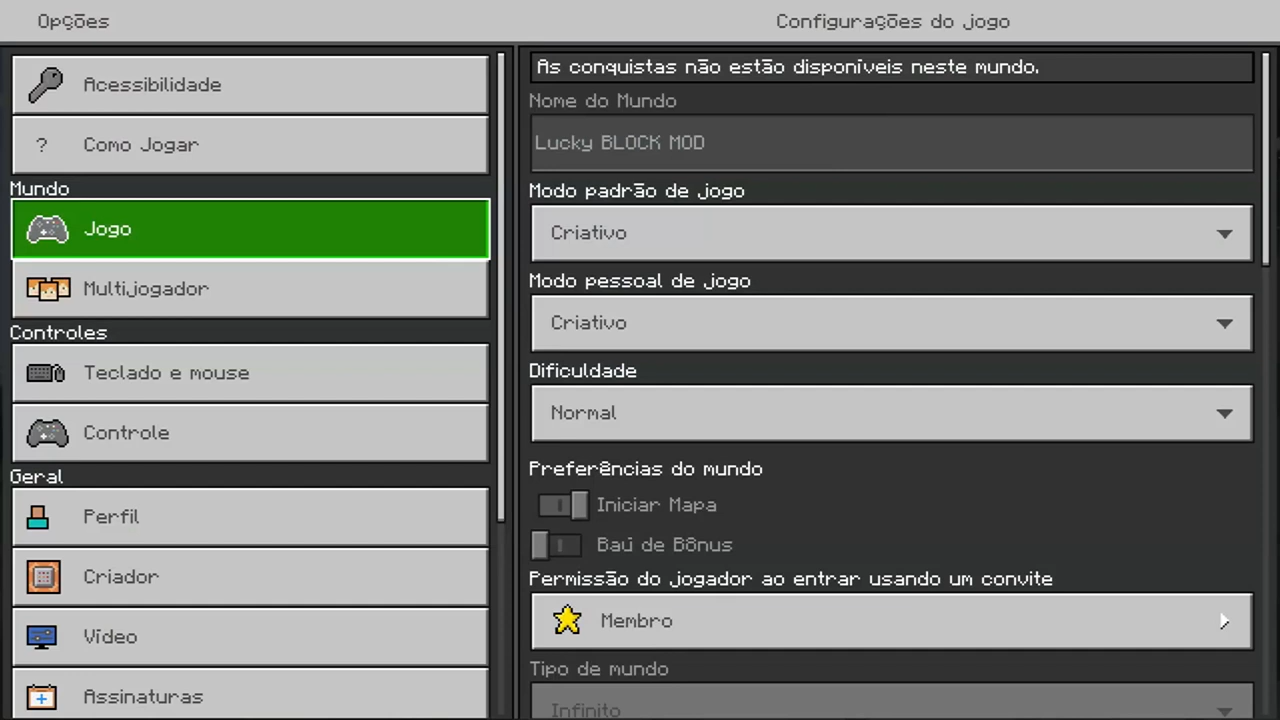 Opções
Configurações do jogo
Acessibilidade
? Como Jogar
Mundo
Jogo
Multijogador
Controles
Teclado e mouse
Controle
Geral
Perfil
Criador
Vídeo
Assinaturas
As conquistas não estão disponíveis neste mundo.
Nome do Mundo
Lucky BLOCK MOD
Modo padrão de jogo
Criativo
Modo pessoal de jogo
Criativo
Dificuldade
Normal
Preferências do mundo
Iniciar Mapa
Baú de Bônus
Permissão do jogador ao entrar usando um convite
Membro
Tipo de mundo
Infinito